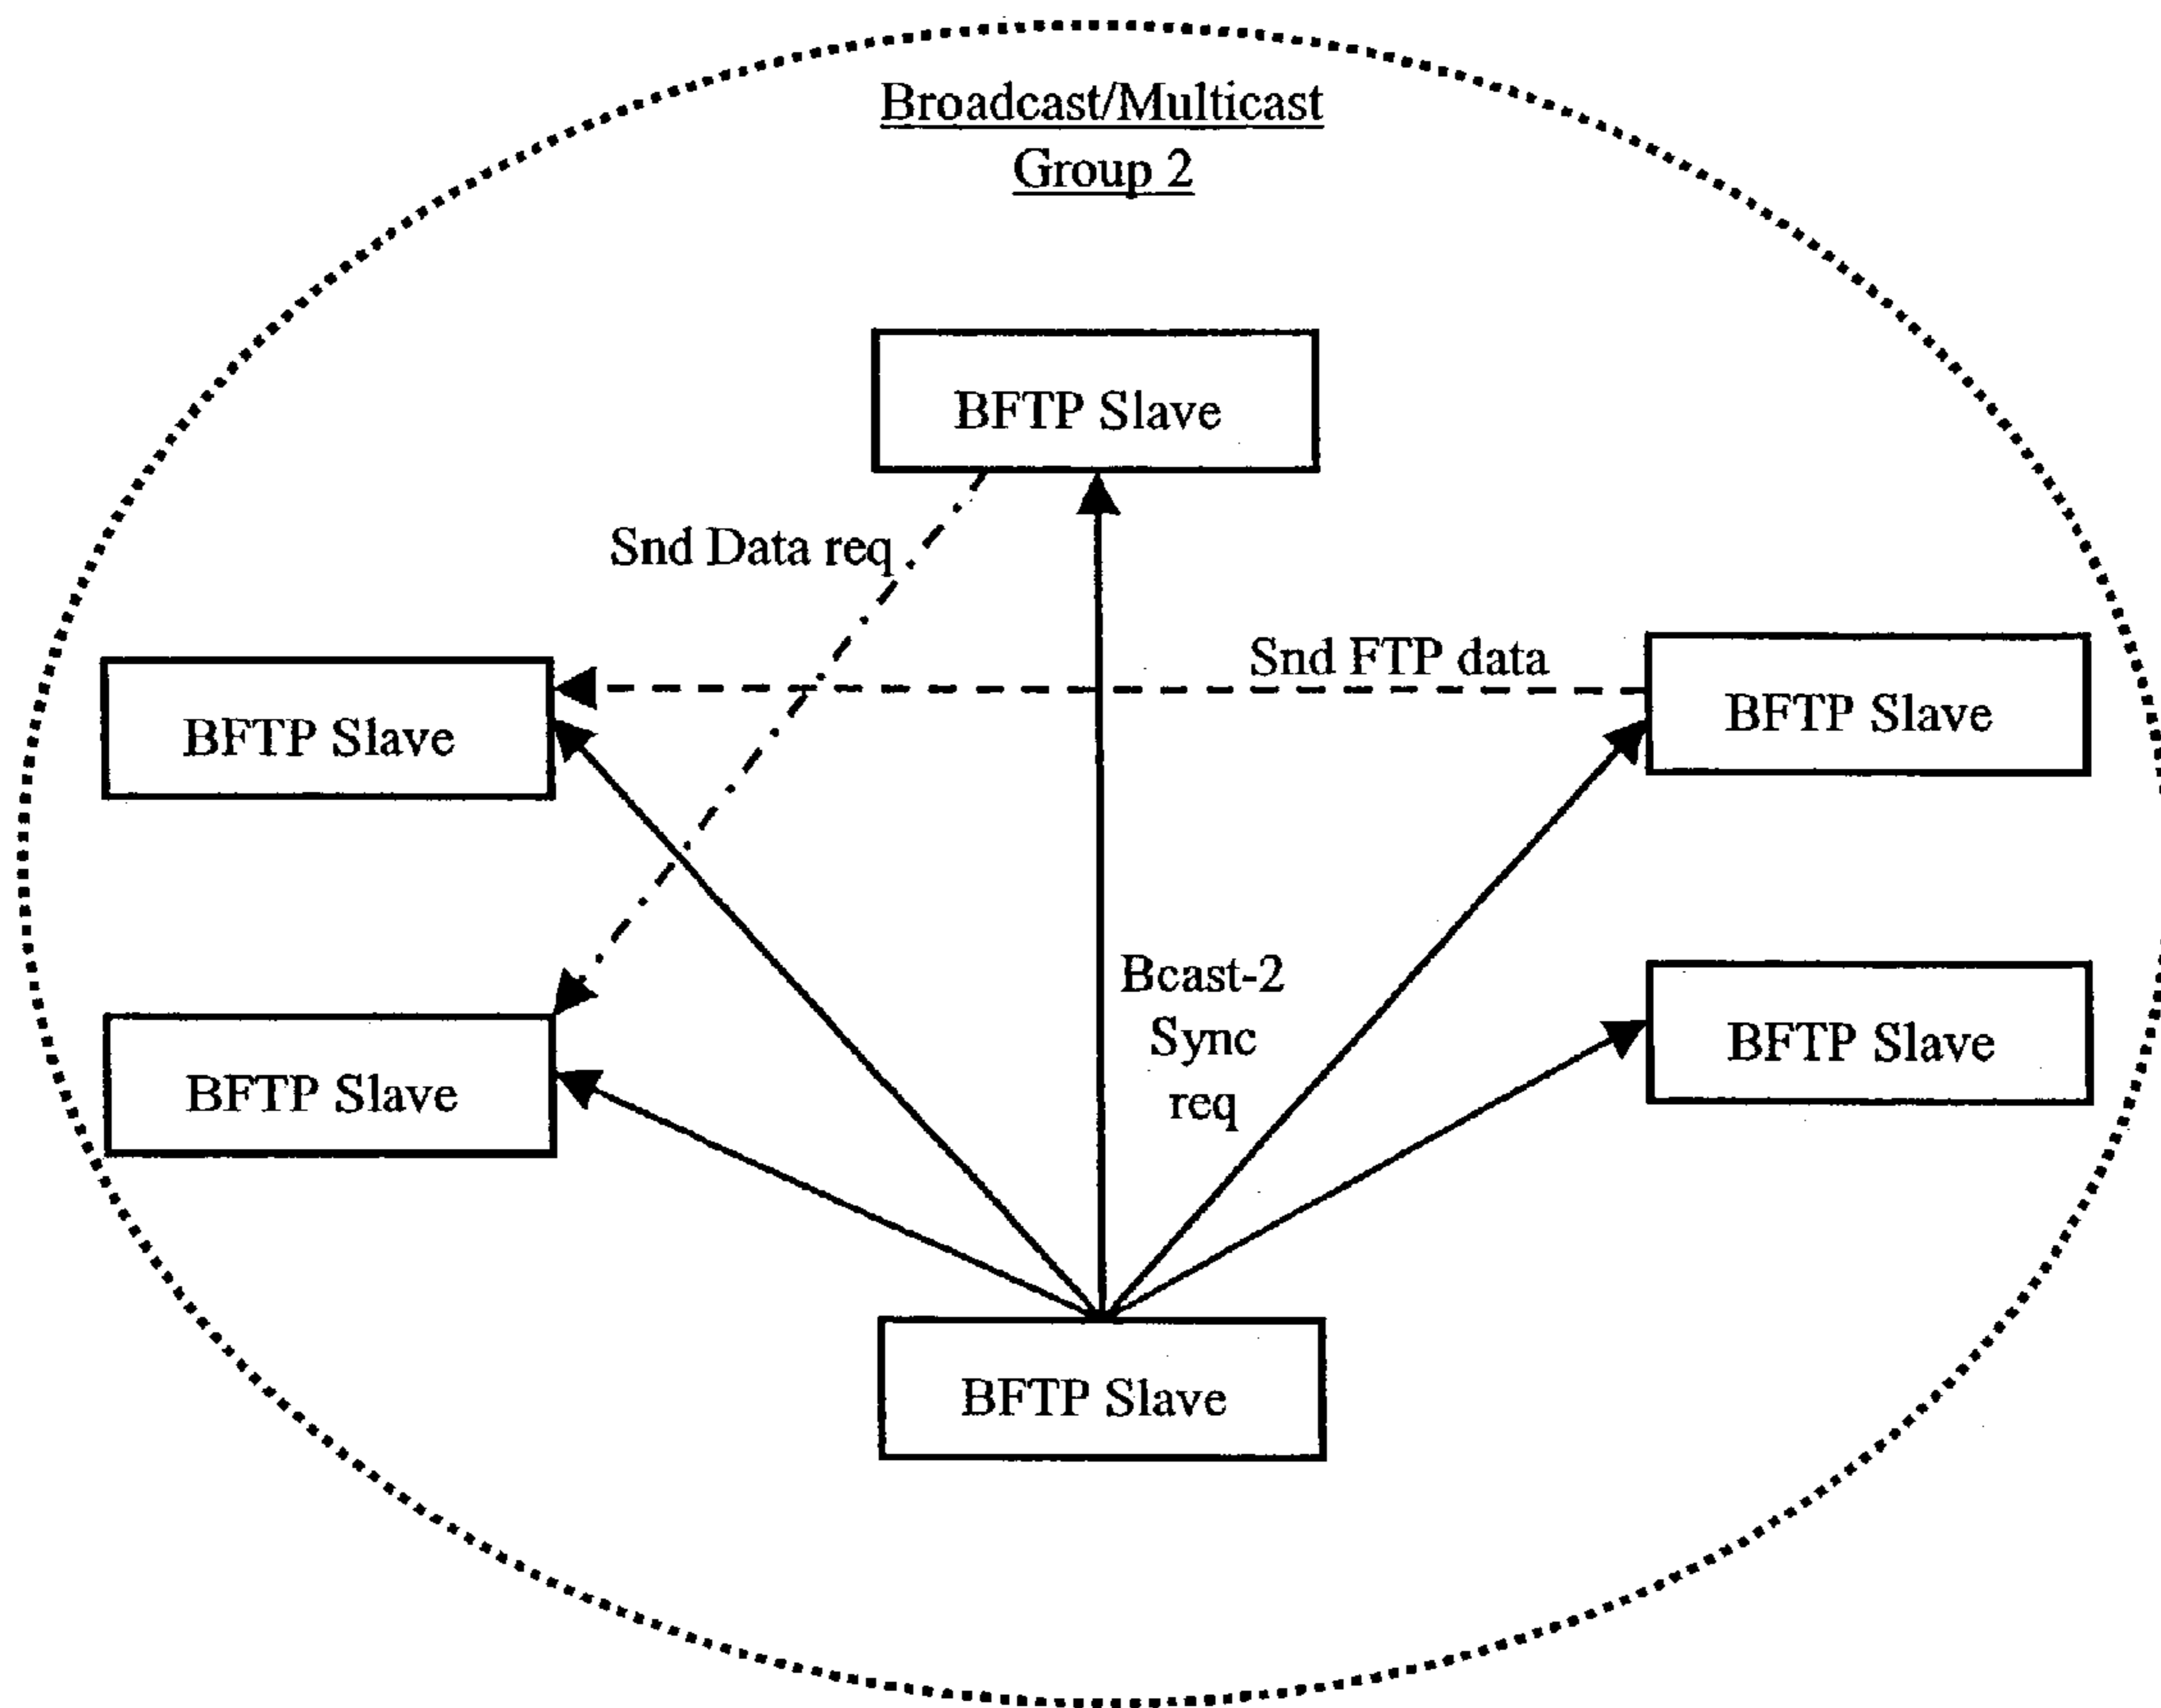 Broadcast/Multicast
Group 2
BFTP Slave
Snd Data req
Snd FTP data
BFTP Slave
BFTP Slave
Bcast-2
Sync
req
BFTP Slave
BFTP Slave
BFTP Slave